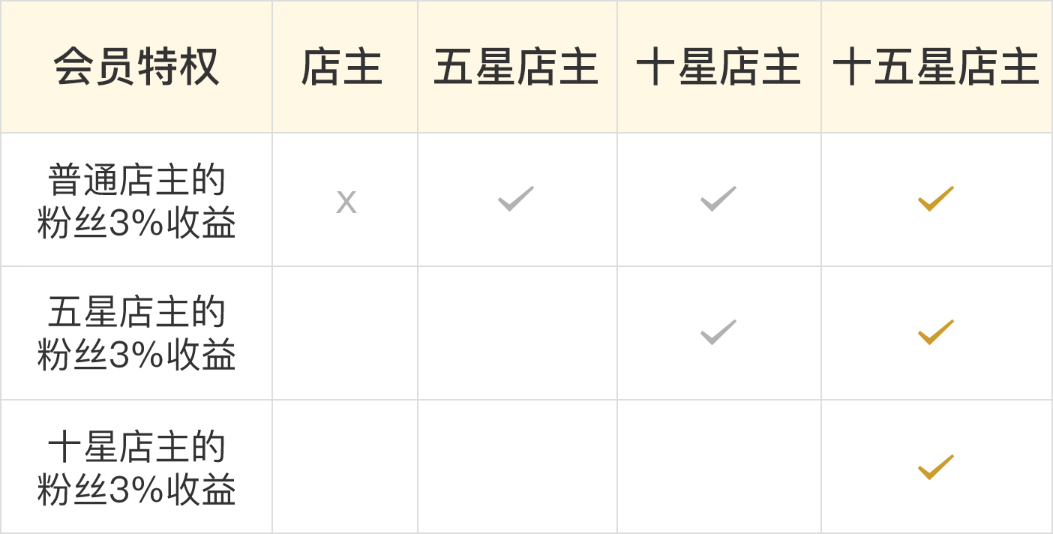 会员特权 店主 五星店主 十星店主 十五星店主
普通店主的
粉丝3%收益
x
五星店主的
粉丝3%收益
十星店主的
粉丝3%收益